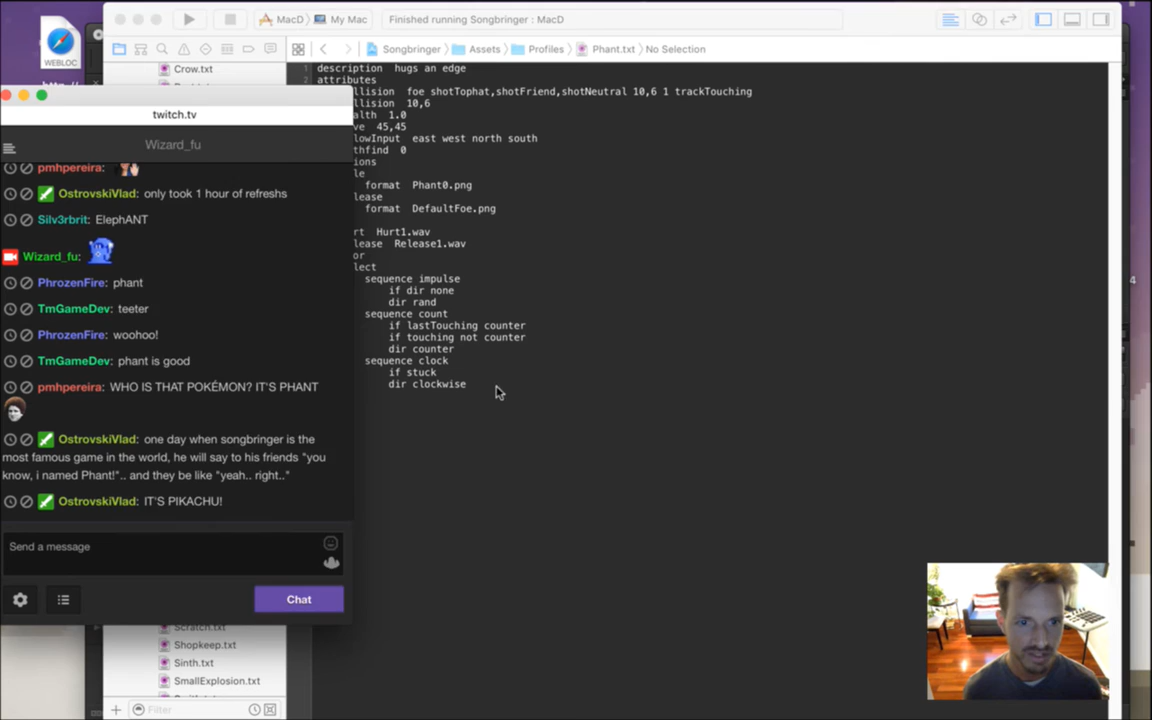 MacD
My Mac
Finished running Songbringer : MacD
WEBLOC
Songbringer
Assets
Profiles
Phant.txt
No Selection
Crow.txt
1 description hugs an edge
2 attributes
llision foe shotTophat,shotFriend,shotNeutral 10,6 1 trackTouching
llision 10,6
alth 1.0
ve 45,45
lowInput east west north south
thfind 0
ions
le
format Phant0.png
lease
format DefaultFoe.png
rt Hurt1.wav
lease Release1.wav
or
lect
sequence impulse
if dir none
dir rand
sequence count
if lastTouching counter
if touching not counter
dir counter
sequence clock
if stuck
dir clockwise
twitch.tv
Wizard_fu
pmhpereira:
OstrovskiVlad: only took 1 hour of refreshs
Silv3rbrit: ElephANT
Wizard_fu:
PhrozenFire: phant
TmGameDev: teeter
PhrozenFire: woohoo!
TmGameDev: phant is good
pmhpereira: WHO IS THAT POKÉMON? IT'S PHANT
OstrovskiVlad: one day when songbringer is the
most famous game in the world, he will say to his friends "you
know, i named Phant!".. and they be like "yeah.. right.."
OstrovskiVlad: IT'S PIKACHU!
Send a message
Chat
Scratch.txt
Shopkeep.txt
Sinth.txt
SmallExplosion.txt
Filter